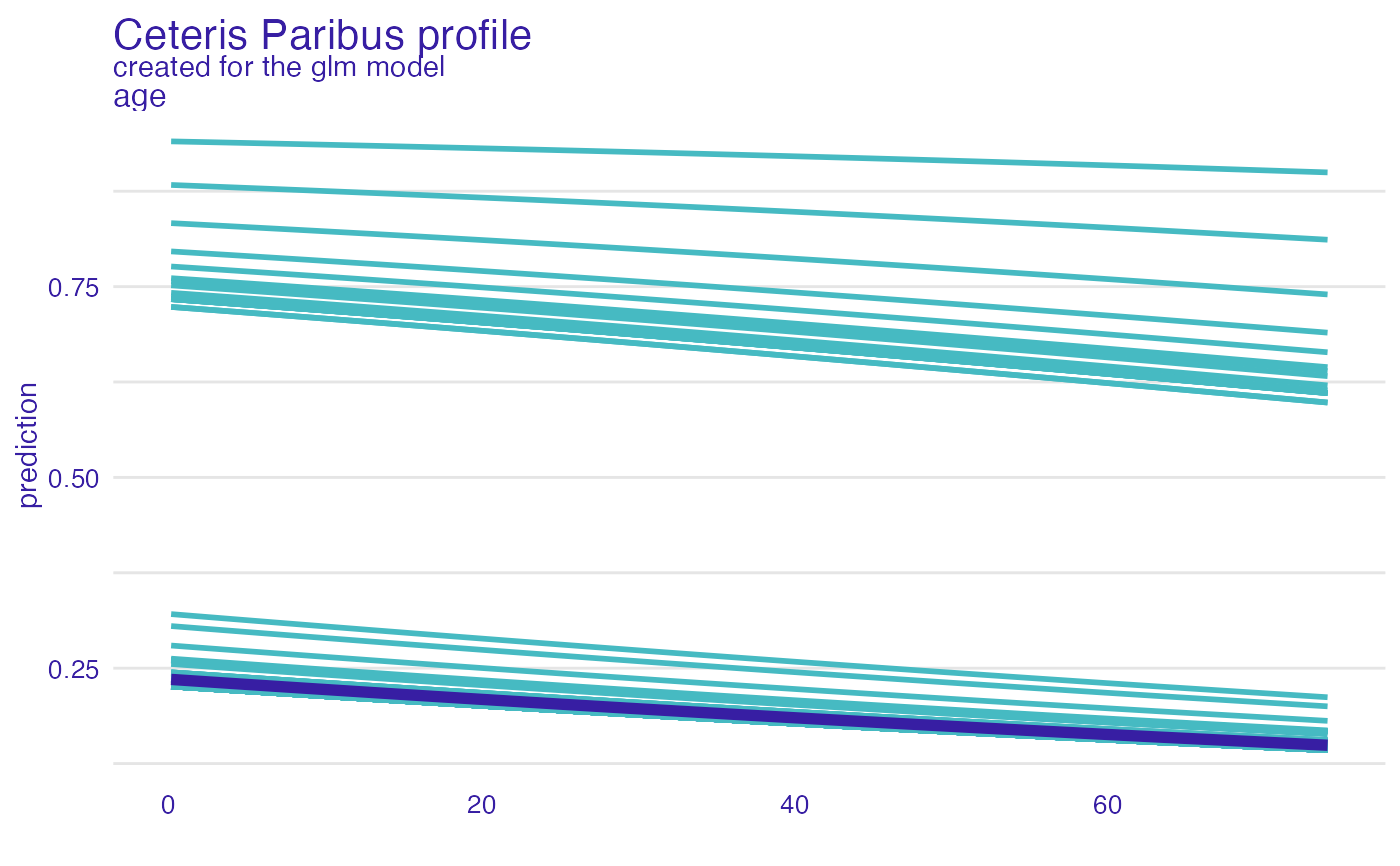 Ceteris Paribus profile
created for the glm model
age
prediction
0.75
0.50
0.25
0 20 40 60